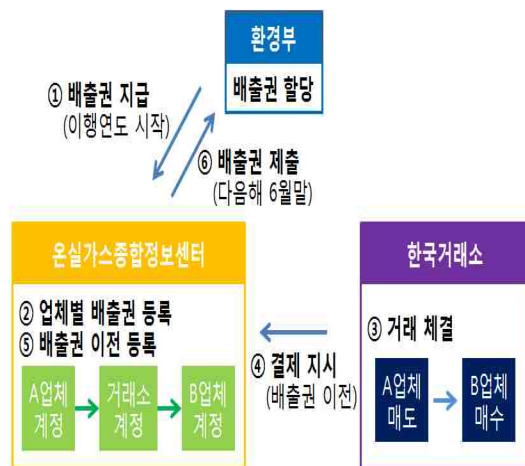 환경부
배출권 할당
① 배출권 지급
(이행연도 시작)
⑥ 배출권 제출
(다음해 6월말)
온실가스종합정보센터
② 업체별 배출권 등록
⑤ 배출권 이전 등록
A업체
계정
거래소
계정
B업체
계정
④ 결제 지시
(배출권 이전)
한국거래소
③ 거래 체결
A업체
매도
B업체
매수